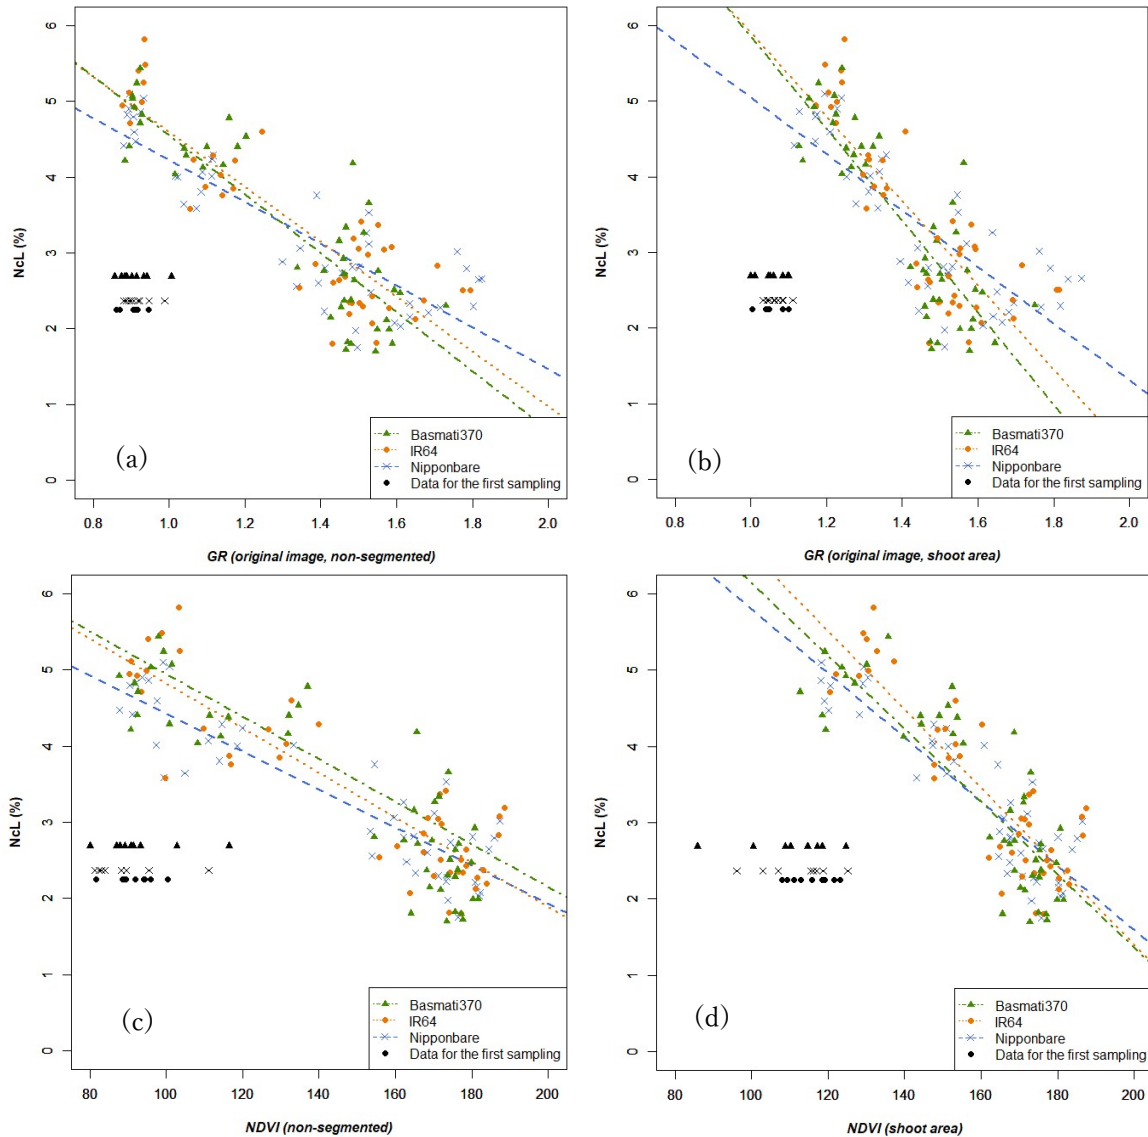 6
5
4
3
2
1
0
NcL (%)
(a)
Basmati370
IR64
Nipponbare
Data for the first sampling
0.8 1.0 1.2 1.4 1.6 1.8 2.0
GR (original image, non-segmented)
6
5
4
3
2
1
0
NcL (%)
(b)
Basmati370
IR64
Nipponbare
Data for the first sampling
0.8 1.0 1.2 1.4 1.6 1.8 2.0
GR (original image, shoot area)
6
5
4
3
2
1
0
NcL (%)
(c)
Basmati370
IR64
Nipponbare
Data for the first sampling
80 100 120 140 160 180 200
NDVI (non-segmented)
6
5
4
3
2
1
0
NcL (%)
(d)
Basmati370
IR64
Nipponbare
Data for the first sampling
80 100 120 140 160 180 200
NDVI (shoot area)